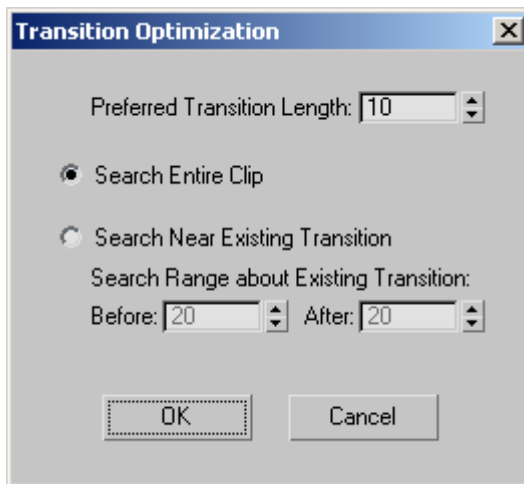 Transition Optimization
Preferred Transition Length: 10
Search Entire Clip
Search Near Existing Transition
Search Range about Existing Transition:
Before: 20 After: 20
OK Cancel